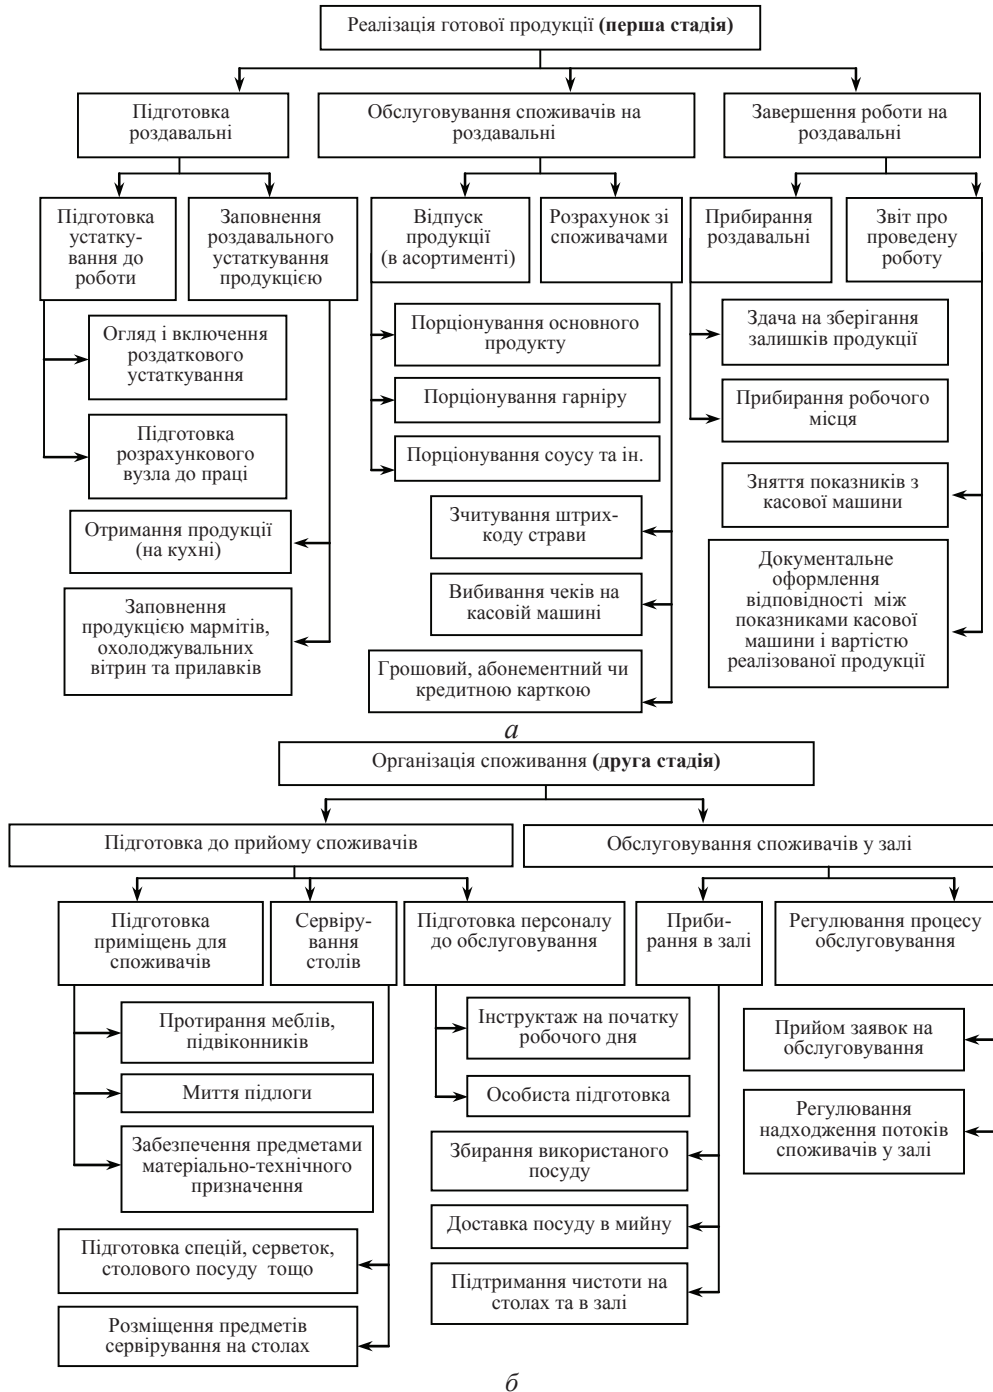 Реалізація готової продукції (перша стадія)
Підготовка
роздавальні
Обслуговування споживачів на
роздавальні
Завершення роботи на
роздавальні
Підготовка
устатку-
вання до
роботи
Заповнення
роздавального
устаткування
продукцією
Відпуск
продукції
(в асортименті)
Розрахунок зі
споживачами
Прибирання
роздавальні
Звіт про
проведену
роботу
Огляд і включення
роздаткового
устаткування
Підготовка
розрахункового
вузла до праці
Отримання продукції
(на кухні)
Заповнення
продукцією мармітів,
охолоджувальних
вітрин та прилавків
Порціонування основного
продукту
Порціонування гарніру
Порціонування соусу та ін.
Зчитування штрих-
коду страви
Вибивання чеків на
касовій машині
Грошовий, абонементний чи
кредитною карткою
Здача на зберігання
залишків продукції
Прибирання робочого
місця
Зняття показників з
касової машини
Документальне
оформлення
відповідності між
показниками касової
машини і вартістю
реалізованої продукції
а
Організація споживання (друга стадія)
Підготовка до прийому споживачів
Обслуговування споживачів у залі
Підготовка
приміщень для
споживачів
Сервіру-
вання
столів
Підготовка персоналу
до обслуговування
Приби-
рання в залі
Регулювання процесу
обслуговування
Протирання меблів,
підвіконників
Миття підлоги
Забезпечення предметами
матеріально-технічного
призначення
Підготовка спецій, серветок,
столового посуду тощо
Розміщення предметів
сервірування на столах
Інструктаж на початку
робочого дня
Особиста підготовка
Збирання використаного
посуду
Доставка посуду в мийну
Підтримання чистоти на
столах та в залі
Прийом заявок на
обслуговування
Регулювання
надходження потоків
споживачів у залі
б